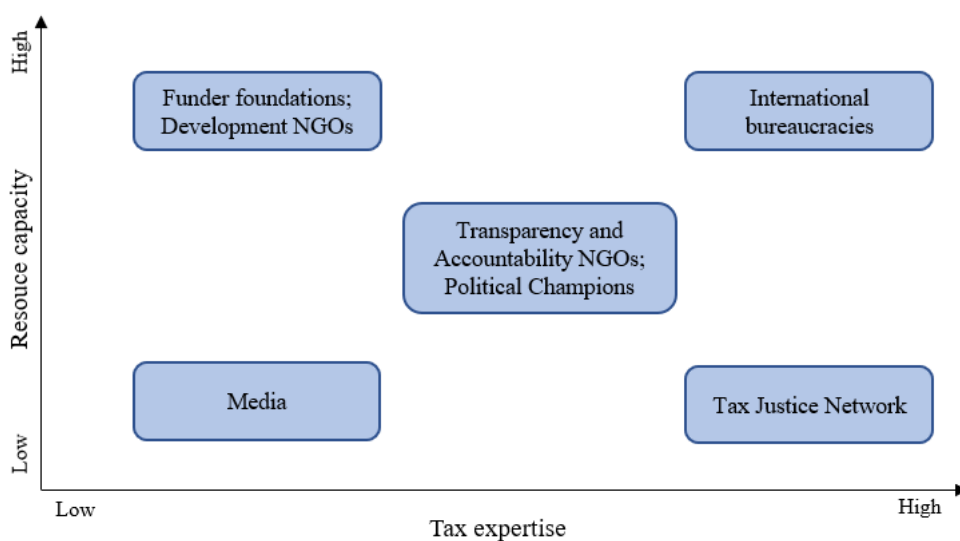 High
Funder foundations;
Development NGOs
International
bureaucracies
Resouce capacity
Transparency and
Accountability NGOs;
Political Champions
Media
Tax Justice Network
Low
Low
High
Tax expertise